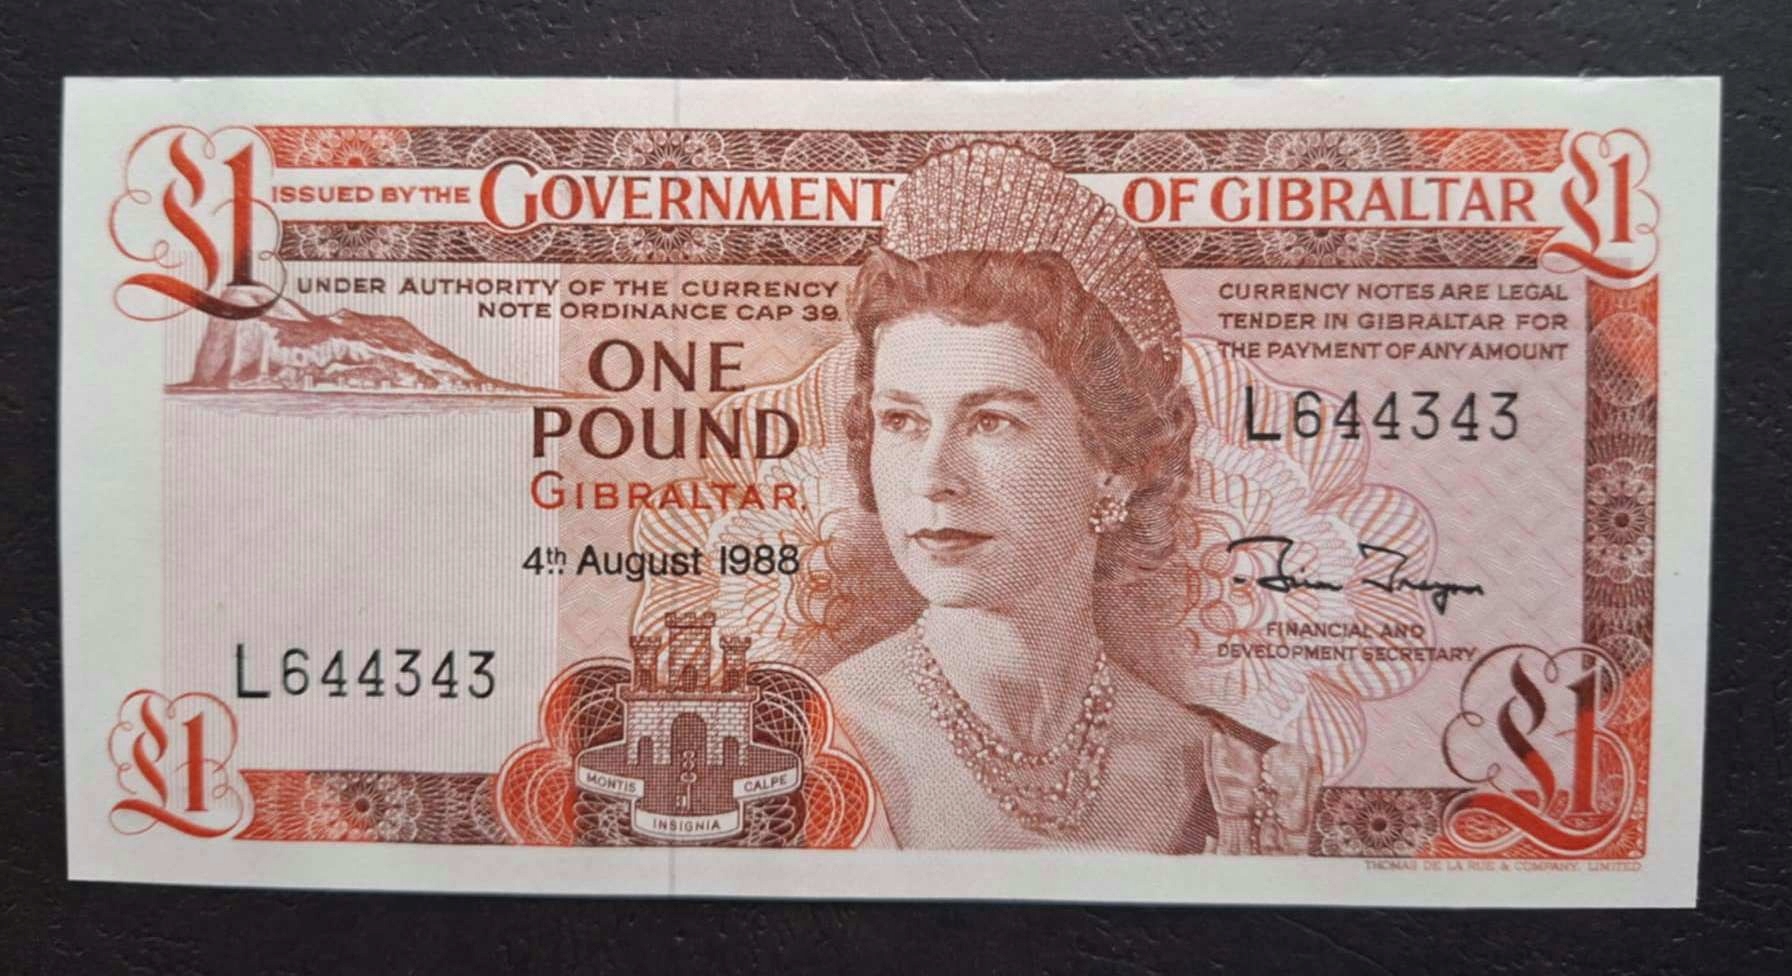 £1
ISSUED BY THE GOVERNMENT OF GIBRALTAR
£1
UNDER AUTHORITY OF THE CURRENCY
NOTE ORDINANCE CAP 39.
CURRENCY NOTES ARE LEGAL
TENDER IN GIBRALTAR FOR
THE PAYMENT OF ANY AMOUNT
ONE
POUND
GIBRALTAR,
4th August 1988
L644343
Brian Traynor
FINANCIAL AND
DEVELOPMENT SECRETARY
L644343
£1
MONTIS
CALPE
INSIGNIA
£1
THOMAS DE LA RUE & COMPANY, LIMITED